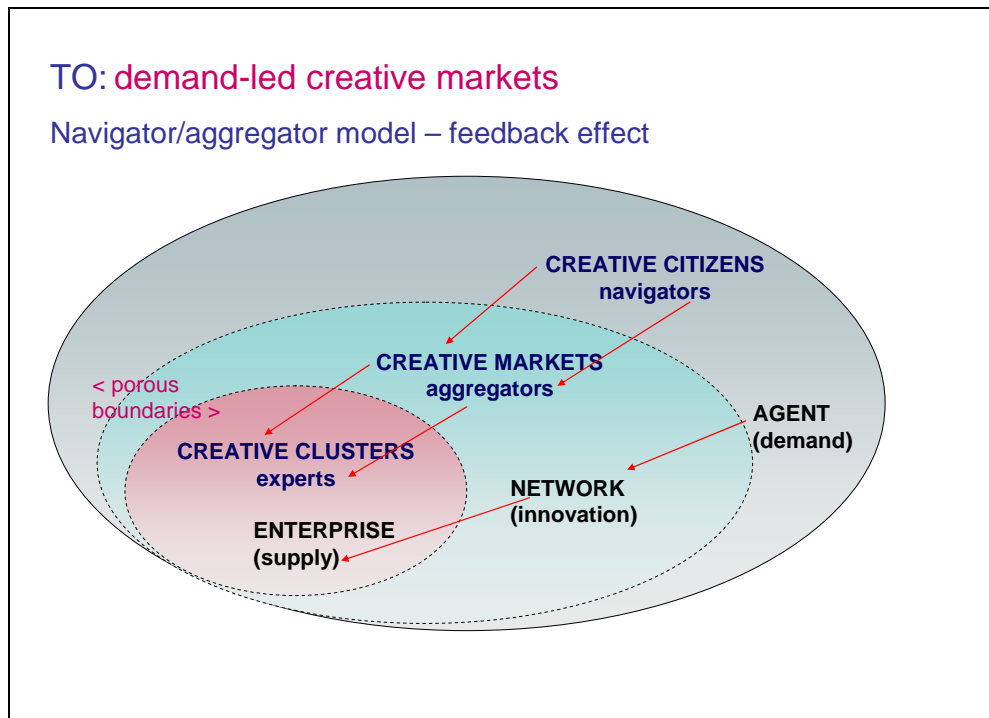 TO: demand-led creative markets
Navigator/aggregator model – feedback effect
CREATIVE CITIZENS
navigators
CREATIVE MARKETS
aggregators
< porous
boundaries >
AGENT
(demand)
CREATIVE CLUSTERS
experts
NETWORK
(innovation)
ENTERPRISE
(supply)